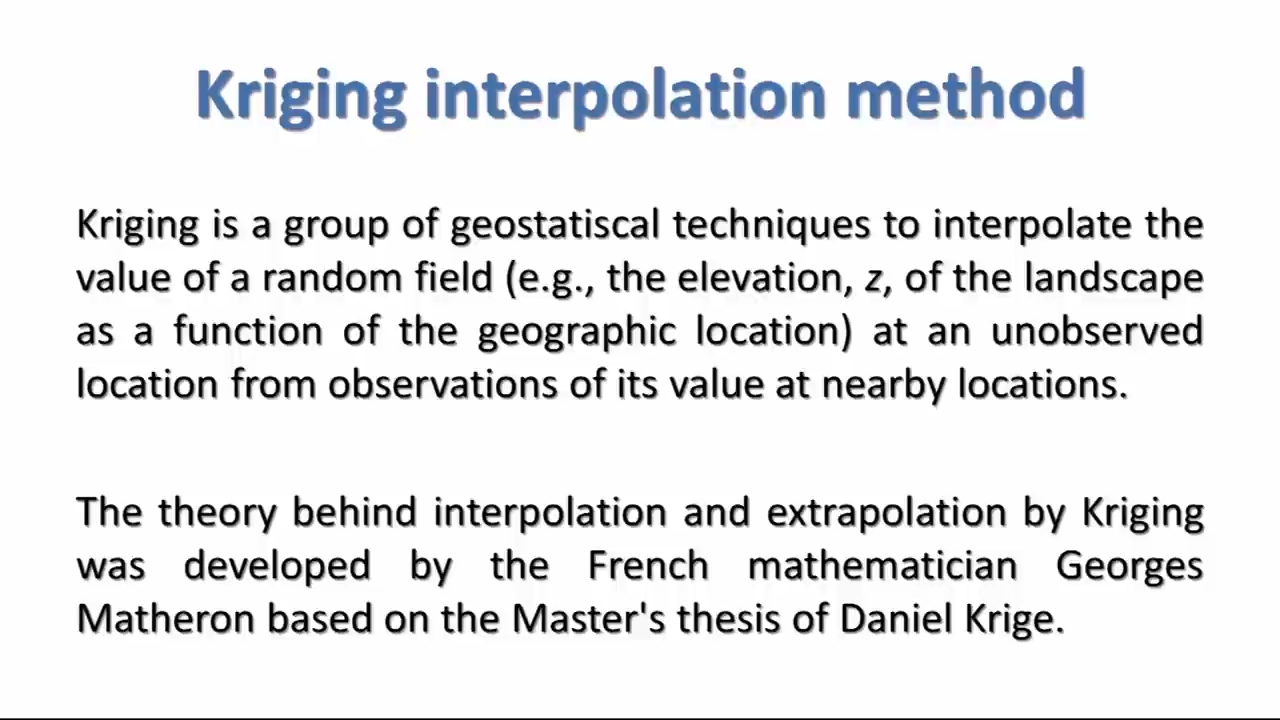 Kriging interpolation method
Kriging is a group of geostatiscal techniques to interpolate the
value of a random field (e.g., the elevation, z, of the landscape
as a function of the geographic location) at an unobserved
location from observations of its value at nearby locations.
The theory behind interpolation and extrapolation by Kriging
was developed by the French mathematician Georges
Matheron based on the Master's thesis of Daniel Krige.